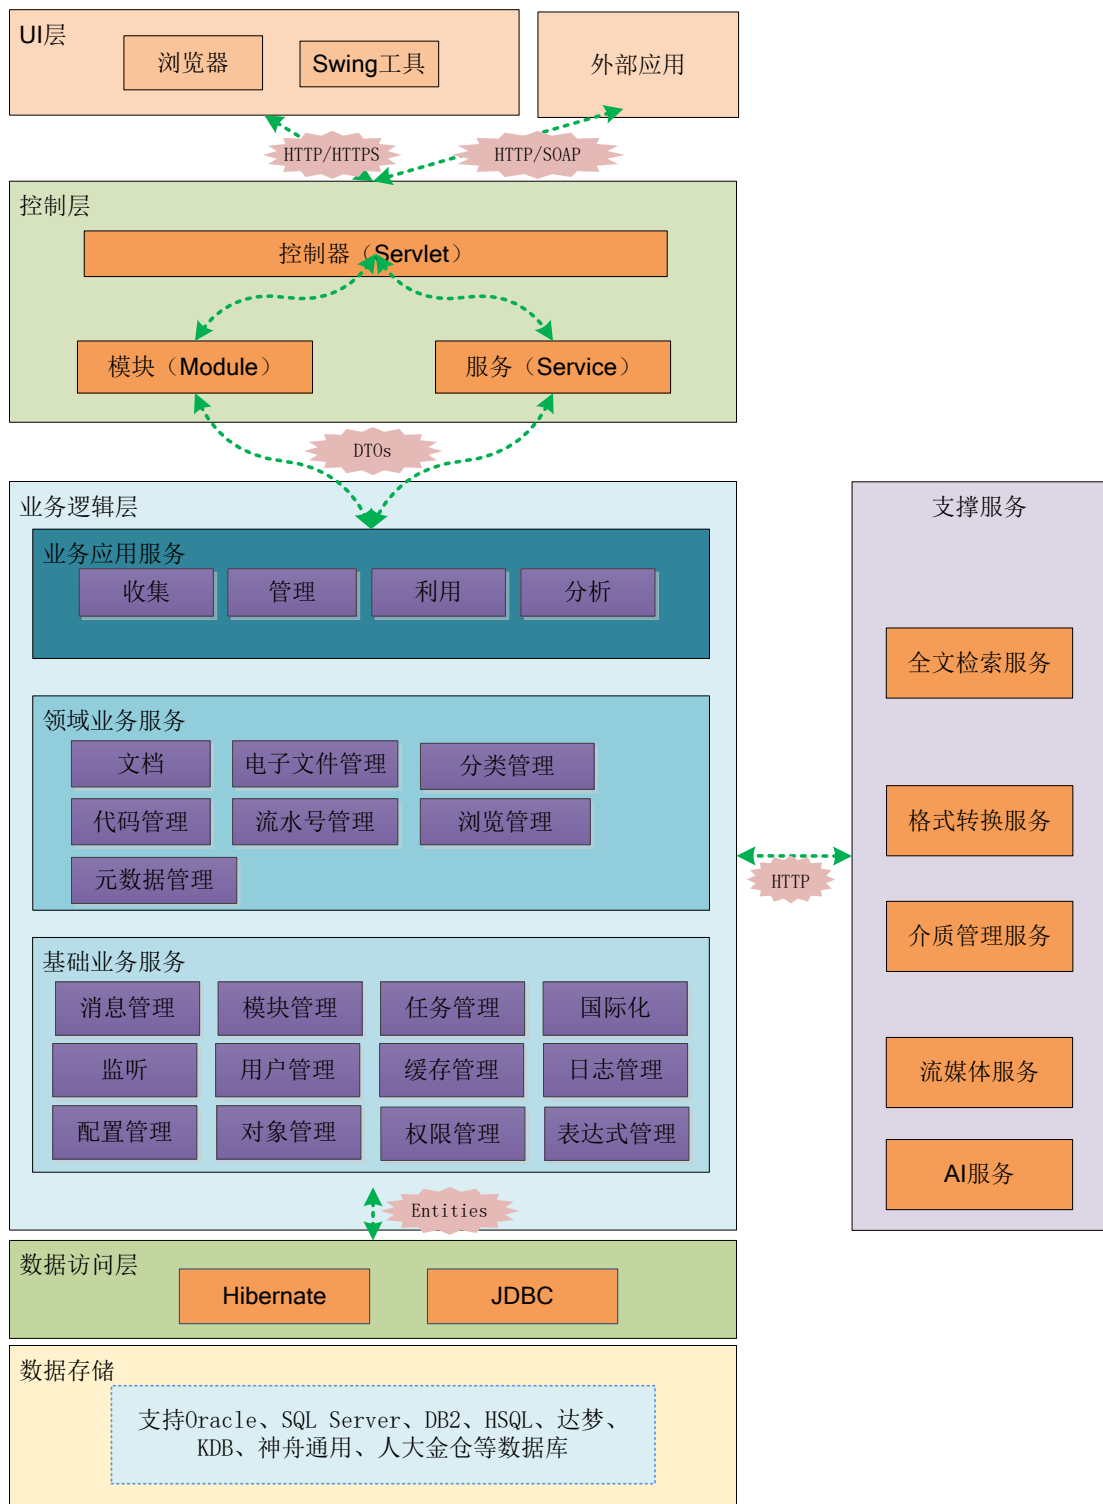 UI层
浏览器
Swing工具
外部应用
HTTP/HTTPS
HTTP/SOAP
控制层
控制器（Servlet）
模块（Module）
服务（Service）
DTOs
业务逻辑层
业务应用服务
收集
管理
利用
分析
领域业务服务
文档
电子文件管理
分类管理
代码管理
流水号管理
浏览管理
元数据管理
基础业务服务
消息管理
模块管理
任务管理
国际化
监听
用户管理
缓存管理
日志管理
配置管理
对象管理
权限管理
表达式管理
HTTP
支撑服务
全文检索服务
格式转换服务
介质管理服务
流媒体服务
AI服务
Entities
数据访问层
Hibernate
JDBC
数据存储
支持Oracle、SQL Server、DB2、HSQL、达梦、
KDB、神舟通用、人大金仓等数据库